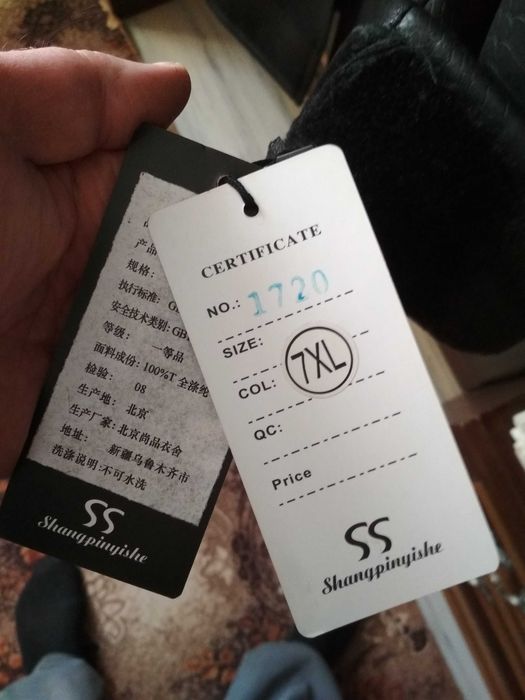 产品
规格:
执行标准: G
安全技术类别:GB
等级: 一等品
面料成份: 100%T 全涤纶
检验: 08
生产地: 北京
生产厂家:北京尚品衣舍
地址: 新疆乌鲁木齐市
洗涤说明:不可水洗
SS
Shangpinyishe
CERTIFICATE
NO.: 1720
SIZE:
7XL
COL:
QC:
Price
SS
Shangpinyishe